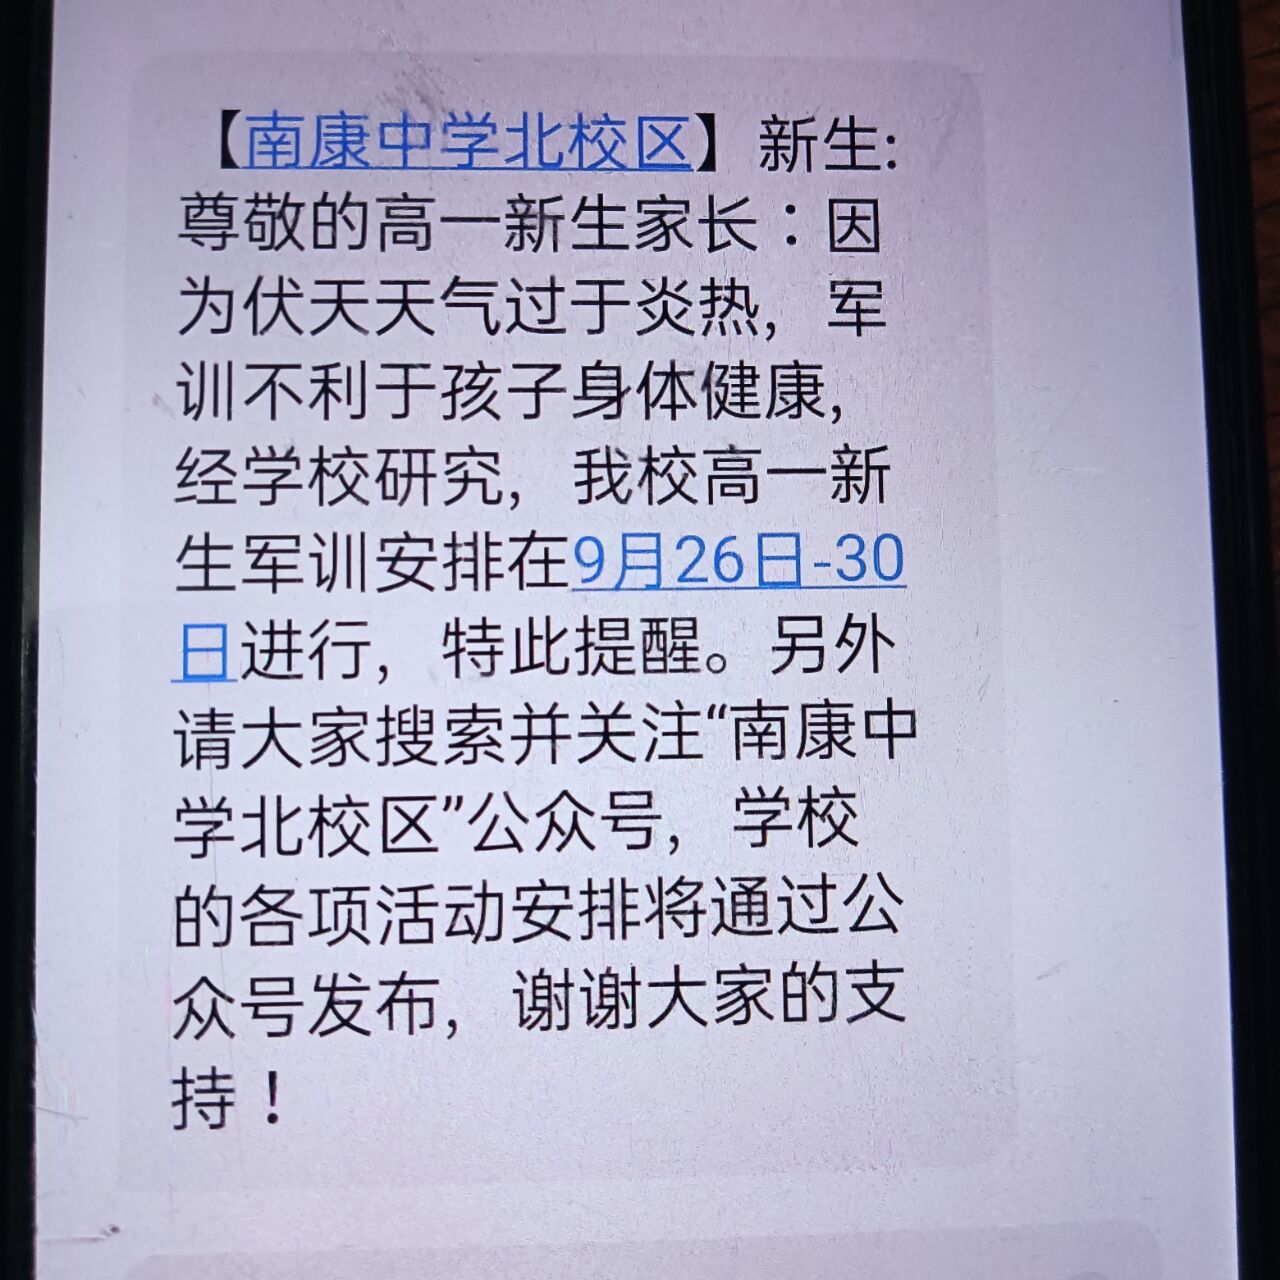 【南康中学北校区】新生:
尊敬的高一新生家长：因
为伏天天气过于炎热，军
训不利于孩子身体健康，
经学校研究，我校高一新
生军训安排在9月26日-30
日进行，特此提醒。另外
请大家搜索并关注“南康中
学北校区”公众号，学校
的各项活动安排将通过公
众号发布，谢谢大家的支
持！